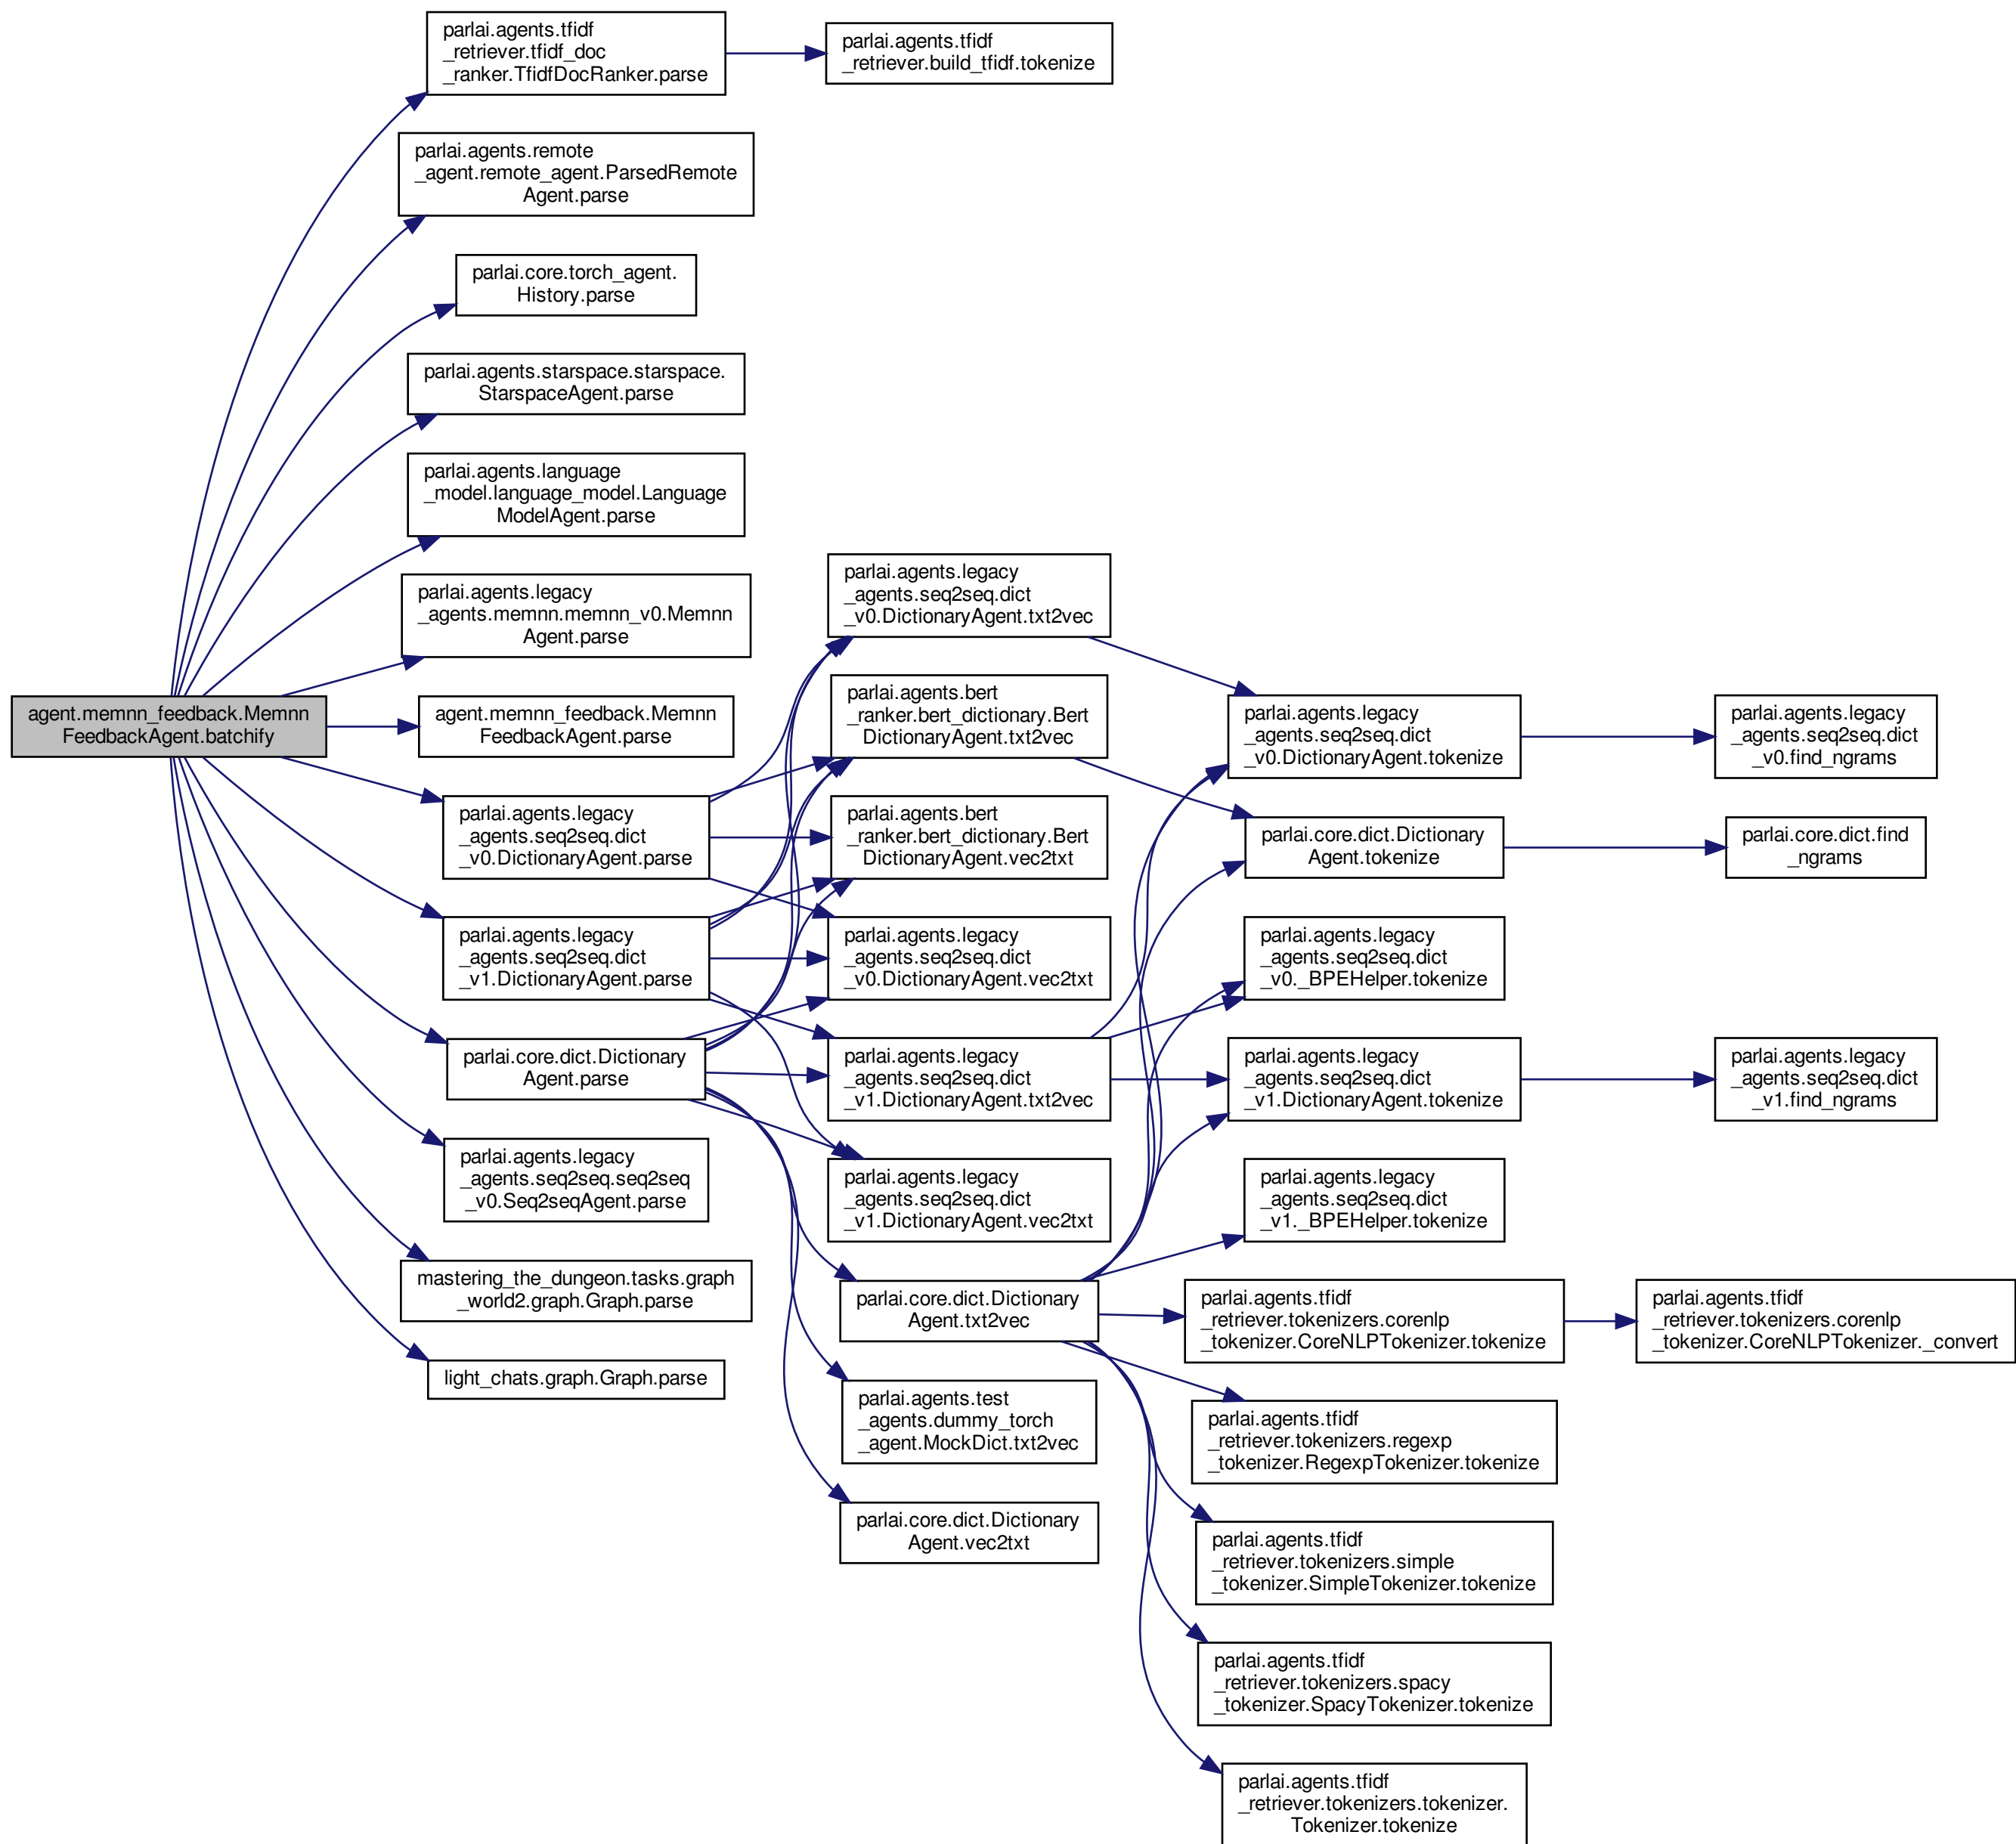 parlai.agents.tfidf
_retriever.tfidf_doc
_ranker.TfidfDocRanker.parse
parlai.agents.tfidf
_retriever.build_tfidf.tokenize
parlai.agents.remote
_agent.remote_agent.ParsedRemote
Agent.parse
parlai.core.torch_agent.
History.parse
parlai.agents.starspace.starspace.
StarspaceAgent.parse
parlai.agents.language
_model.language_model.Language
ModelAgent.parse
parlai.agents.legacy
_agents.memnn.memnn_v0.Memnn
Agent.parse
agent.memnn_feedback.Memnn
FeedbackAgent.batchify
agent.memnn_feedback.Memnn
FeedbackAgent.parse
parlai.agents.legacy
_agents.seq2seq.dict
_v0.DictionaryAgent.parse
parlai.agents.legacy
_agents.seq2seq.dict
_v1.DictionaryAgent.parse
parlai.core.dict.Dictionary
Agent.parse
parlai.agents.legacy
_agents.seq2seq.seq2seq
_v0.Seq2seqAgent.parse
mastering_the_dungeon.tasks.graph
_world2.graph.Graph.parse
light_chats.graph.Graph.parse
parlai.agents.legacy
_agents.seq2seq.dict
_v0.DictionaryAgent.txt2vec
parlai.agents.bert
_ranker.bert_dictionary.Bert
DictionaryAgent.txt2vec
parlai.agents.bert
_ranker.bert_dictionary.Bert
DictionaryAgent.vec2txt
parlai.agents.legacy
_agents.seq2seq.dict
_v0.DictionaryAgent.vec2txt
parlai.agents.legacy
_agents.seq2seq.dict
_v1.DictionaryAgent.txt2vec
parlai.agents.legacy
_agents.seq2seq.dict
_v1.DictionaryAgent.vec2txt
parlai.core.dict.Dictionary
Agent.txt2vec
parlai.agents.test
_agents.dummy_torch
_agent.MockDict.txt2vec
parlai.core.dict.Dictionary
Agent.vec2txt
parlai.agents.legacy
_agents.seq2seq.dict
_v0.DictionaryAgent.tokenize
parlai.core.dict.Dictionary
Agent.tokenize
parlai.agents.legacy
_agents.seq2seq.dict
_v0._BPEHelper.tokenize
parlai.agents.legacy
_agents.seq2seq.dict
_v1.DictionaryAgent.tokenize
parlai.agents.legacy
_agents.seq2seq.dict
_v1._BPEHelper.tokenize
parlai.agents.tfidf
_retriever.tokenizers.corenlp
_tokenizer.CoreNLPTokenizer.tokenize
parlai.agents.tfidf
_retriever.tokenizers.regexp
_tokenizer.RegexpTokenizer.tokenize
parlai.agents.tfidf
_retriever.tokenizers.simple
_tokenizer.SimpleTokenizer.tokenize
parlai.agents.tfidf
_retriever.tokenizers.spacy
_tokenizer.SpacyTokenizer.tokenize
parlai.agents.tfidf
_retriever.tokenizers.tokenizer.
Tokenizer.tokenize
parlai.agents.legacy
_agents.seq2seq.dict
_v0.find_ngrams
parlai.core.dict.find
_ngrams
parlai.agents.legacy
_agents.seq2seq.dict
_v1.find_ngrams
parlai.agents.tfidf
_retriever.tokenizers.corenlp
_tokenizer.CoreNLPTokenizer._convert